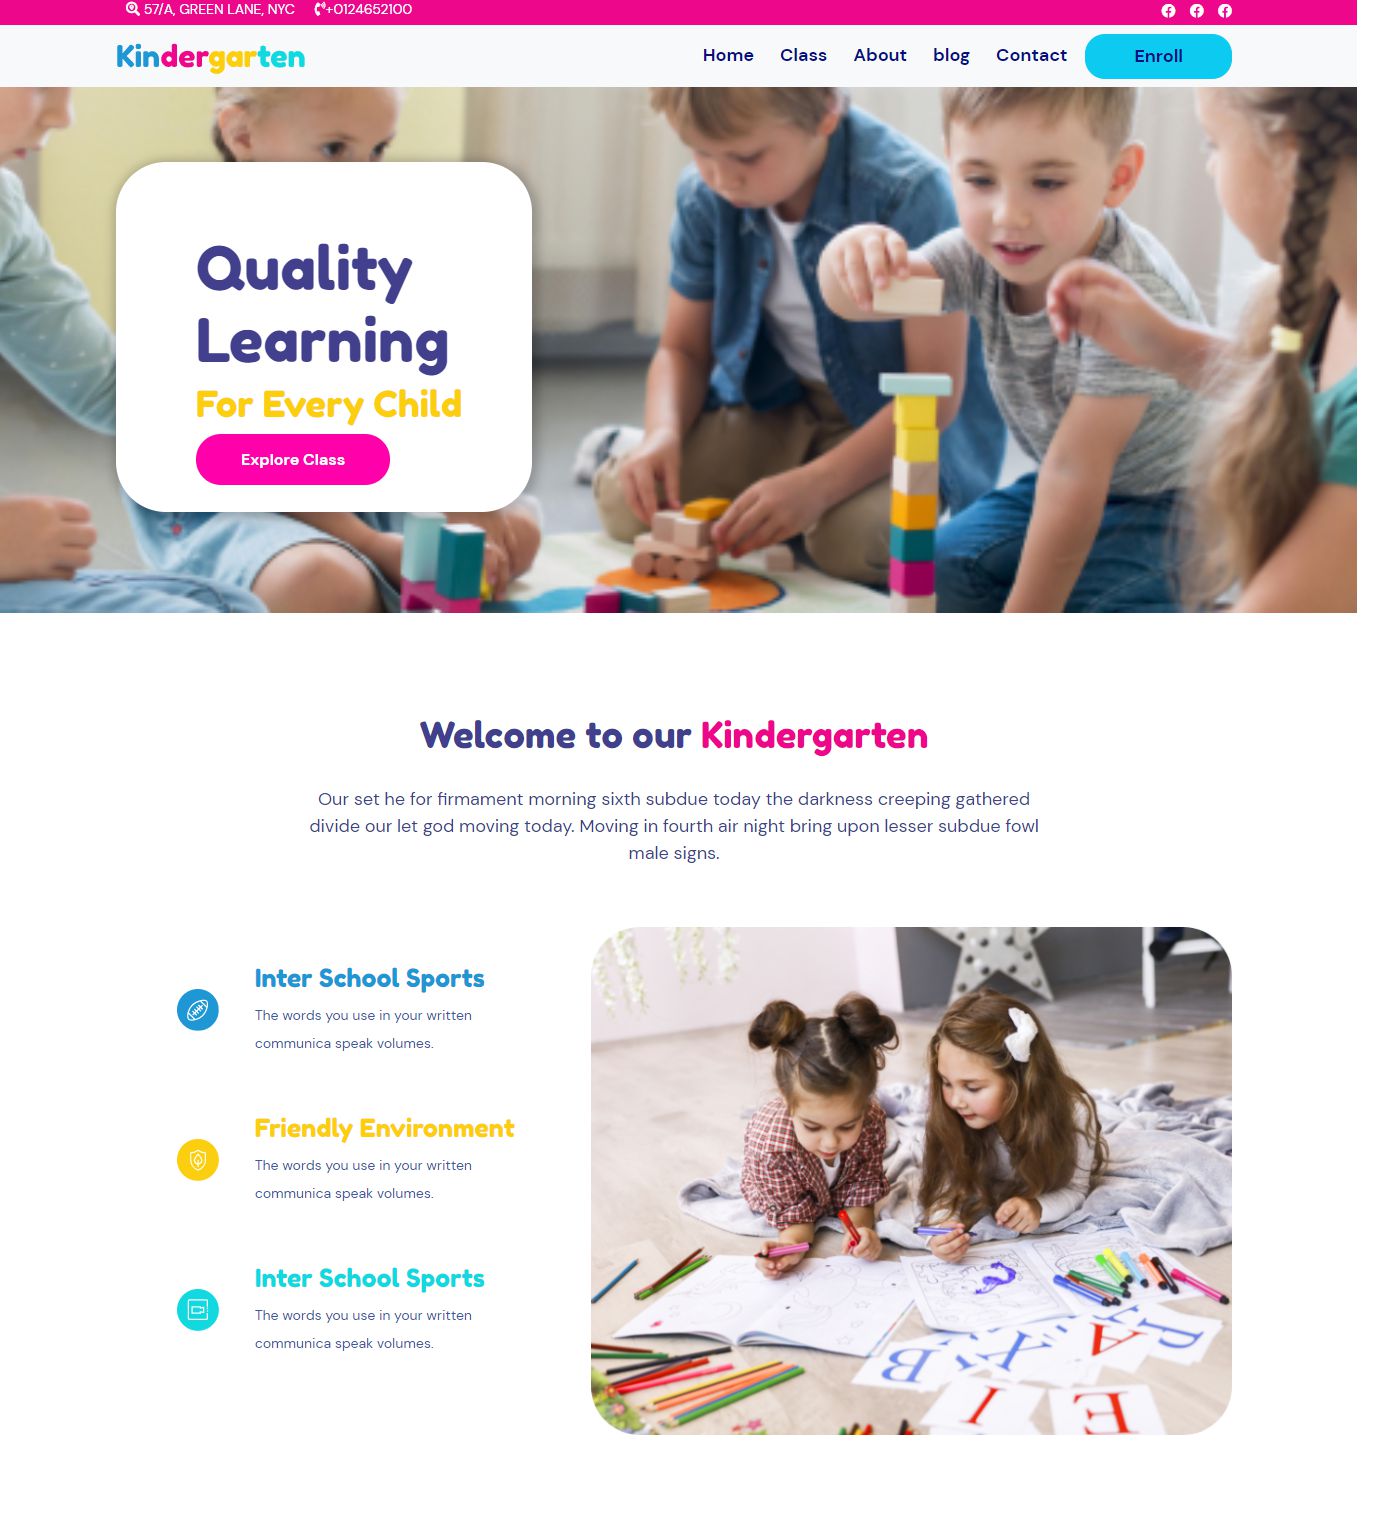 57/A, GREEN LANE, NYC +0124652100
Kindergarten
Home Class About blog Contact Enroll
Quality
Learning
For Every Child
Explore Class
Welcome to our Kindergarten
Our set he for firmament morning sixth subdue today the darkness creeping gathered
divide our let god moving today. Moving in fourth air night bring upon lesser subdue fowl
male signs.
Inter School Sports
The words you use in your written
communica speak volumes.
Friendly Environment
The words you use in your written
communica speak volumes.
Inter School Sports
The words you use in your written
communica speak volumes.
B X A R
I E